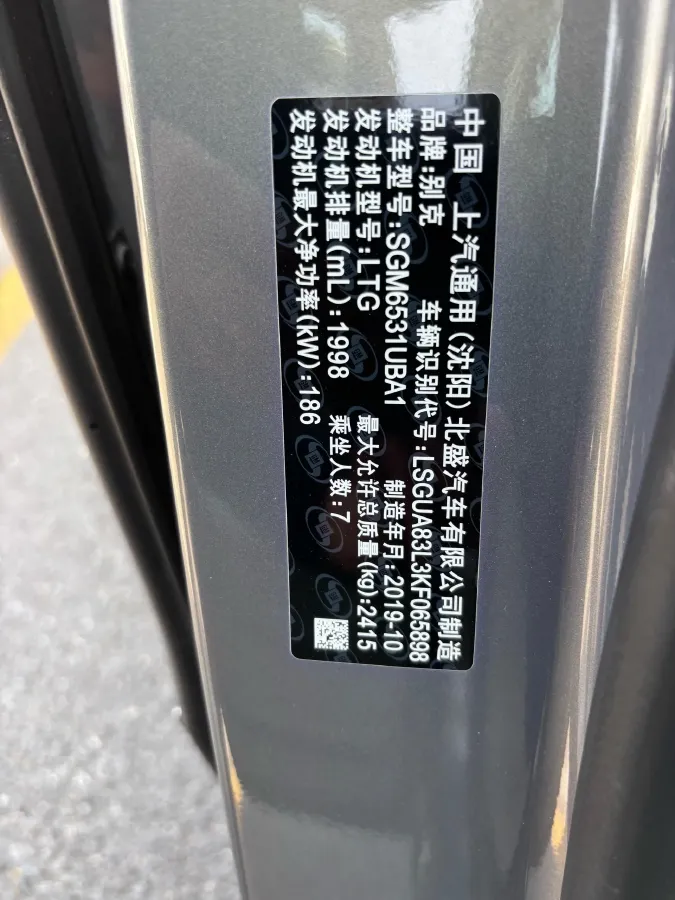 中国 上汽通用(沈阳)北盛汽车有限公司制造
品牌:别克 车辆识别代号:LSGUA83L3KF065898
整车型号:SGM6531UBA1 制造年月:2019-10
发动机型号:LTG 最大允许总质量(kg):2415
发动机排量(mL):1998 乘坐人数:7
发动机最大净功率(kW):186